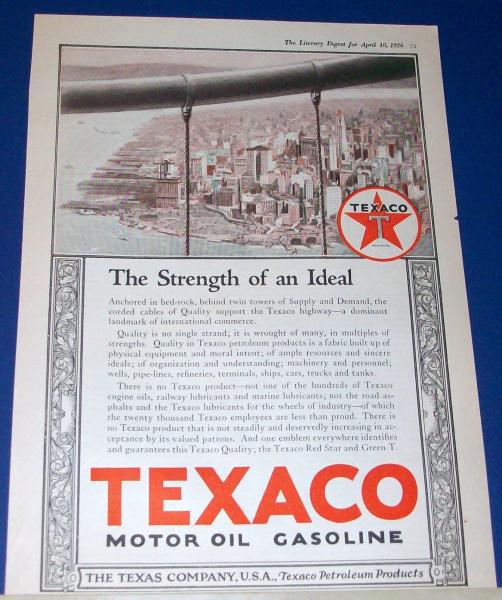 The Literary Digest for April 10, 1926
TEXACO
T
The Strength of an Ideal
Anchored in bed-rock, behind twin towers of Supply and Demand, the
corded cables of Quality support the Texaco highway—a dominant
landmark of international commerce.
Quality is no single strand; it is wrought of many, in multiples of
strengths. Quality in Texaco petroleum products is a fabric built up of
physical equipment and moral intent; of ample resources and sincere
ideals; of organization and understanding; machinery and personnel;
wells, pipe-lines, refineries, terminals, ships, cars, trucks and tanks.
There is no Texaco product—not one of the hundreds of Texaco
engine oils, railway lubricants and marine lubricants; nor the road as-
phalts and the Texaco lubricants for the wheels of industry—of which
the twenty thousand Texaco employees are less than proud. There is
no Texaco product that is not steadily and deservedly increasing in ac-
ceptance by its valued patrons. And one emblem everywhere identifies
and guarantees this Texaco Quality; the Texaco Red Star and Green T.
TEXACO
MOTOR OIL GASOLINE
THE TEXAS COMPANY, U.S.A., Texaco Petroleum Products